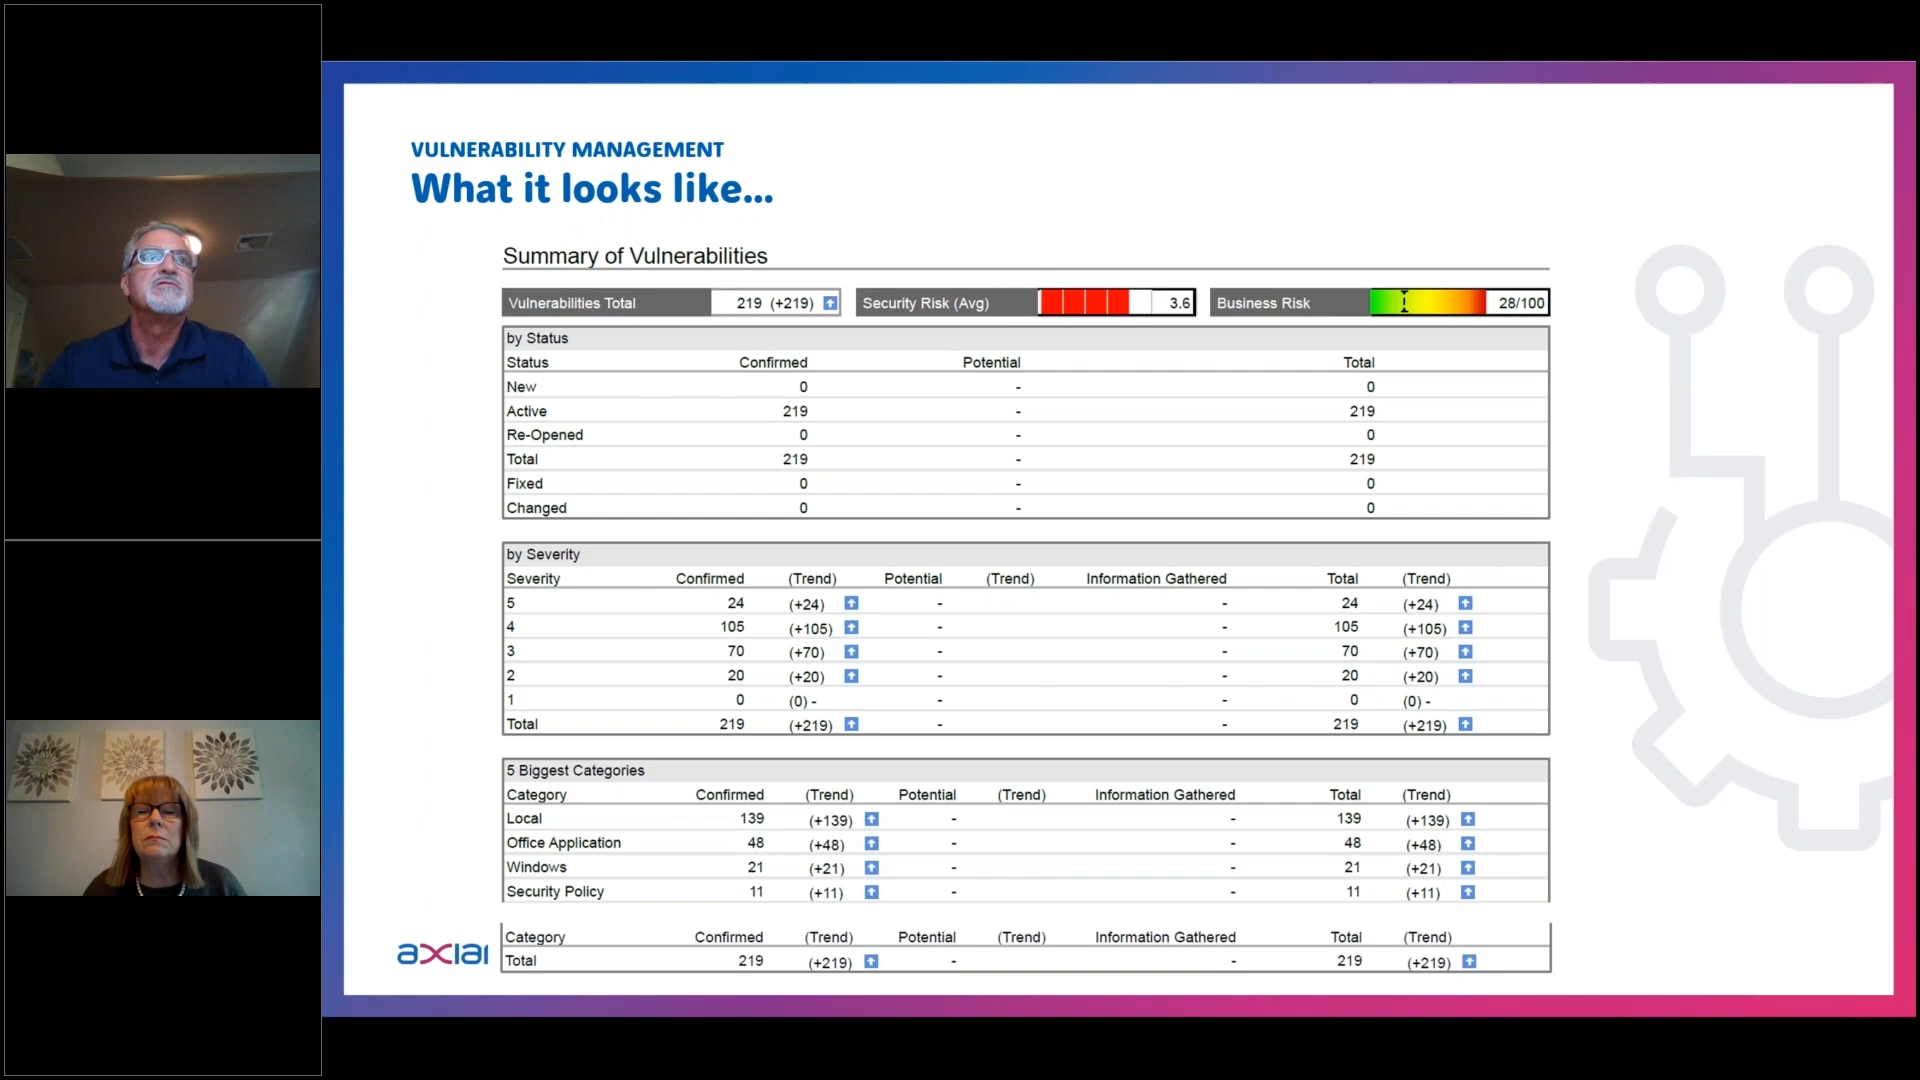 VULNERABILITY MANAGEMENT
What it looks like...
Summary of Vulnerabilities
Vulnerabilities Total 219 (+219) Security Risk (Avg) 3.6 Business Risk 28/100
by Status
Status Confirmed Potential Total
New 0 - 0
Active 219 - 219
Re-Opened 0 - 0
Total 219 - 219
Fixed 0 - 0
Changed 0 - 0
by Severity
Severity Confirmed (Trend) Potential (Trend) Information Gathered Total (Trend)
5 24 (+24) - - 24 (+24)
4 105 (+105) - - 105 (+105)
3 70 (+70) - - 70 (+70)
2 20 (+20) - - 20 (+20)
1 0 (0) - - - 0 (0) -
Total 219 (+219) - - 219 (+219)
5 Biggest Categories
Category Confirmed (Trend) Potential (Trend) Information Gathered Total (Trend)
Local 139 (+139) - - 139 (+139)
Office Application 48 (+48) - - 48 (+48)
Windows 21 (+21) - - 21 (+21)
Security Policy 11 (+11) - - 11 (+11)
Category Confirmed (Trend) Potential (Trend) Information Gathered Total (Trend)
axiai
Total 219 (+219) - - 219 (+219)